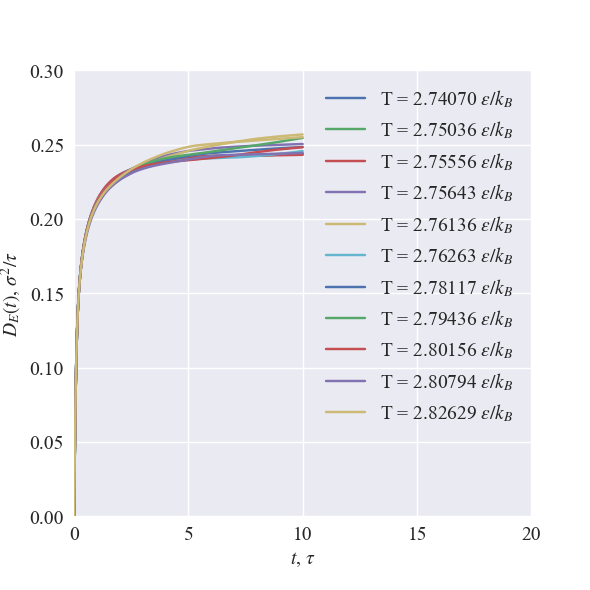 0.30
0.25
0.20
0.15
0.10
0.05
0.00
D_E(t), σ²/τ
T = 2.74070 ε/k_B
T = 2.75036 ε/k_B
T = 2.75556 ε/k_B
T = 2.75643 ε/k_B
T = 2.76136 ε/k_B
T = 2.76263 ε/k_B
T = 2.78117 ε/k_B
T = 2.79436 ε/k_B
T = 2.80156 ε/k_B
T = 2.80794 ε/k_B
T = 2.82629 ε/k_B
0 5 10 15 20
t, τ